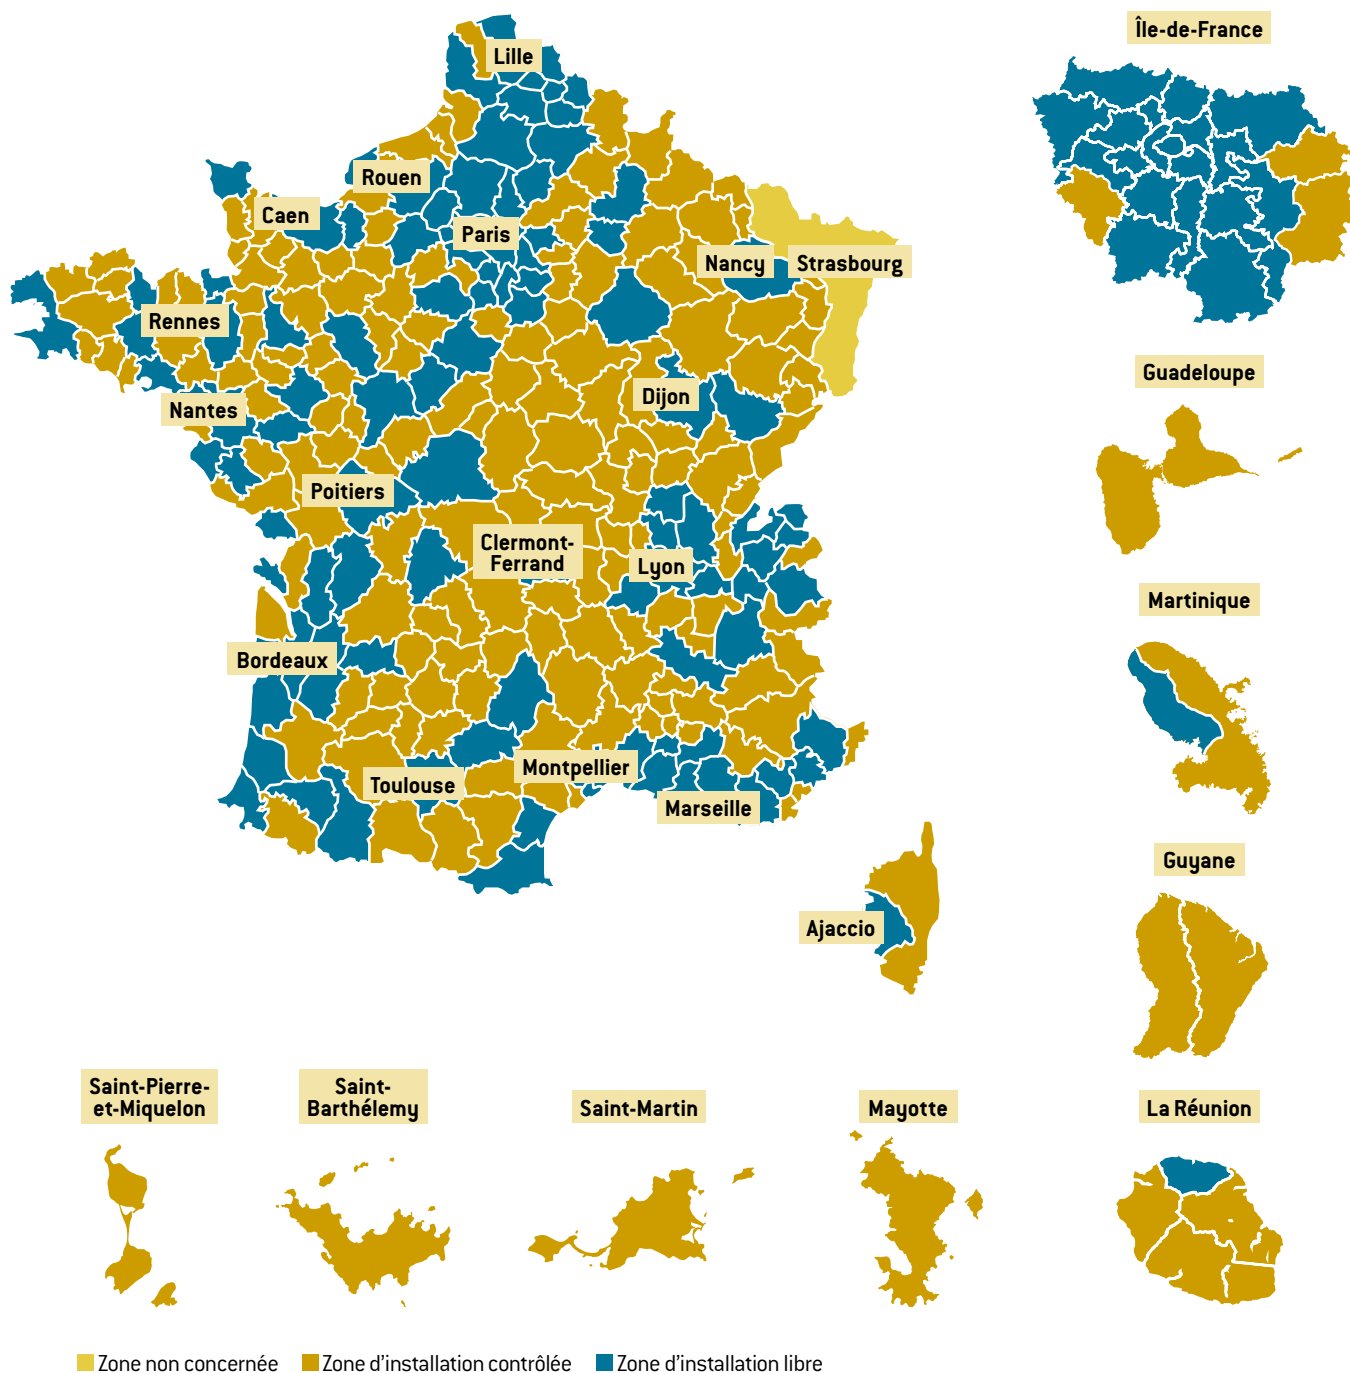 Île-de-France
Lille
Rouen
Caen
Paris
Nancy
Strasbourg
Rennes
Guadeloupe
Dijon
Nantes
Poitiers
Clermont-
Ferrand
Lyon
Martinique
Bordeaux
Montpellier
Toulouse
Marseille
Guyane
Ajaccio
Saint-Pierre-
et-Miquelon
Saint-
Barthélemy
Saint-Martin
Mayotte
La Réunion
Zone non concernée
Zone d’installation contrôlée
Zone d’installation libre